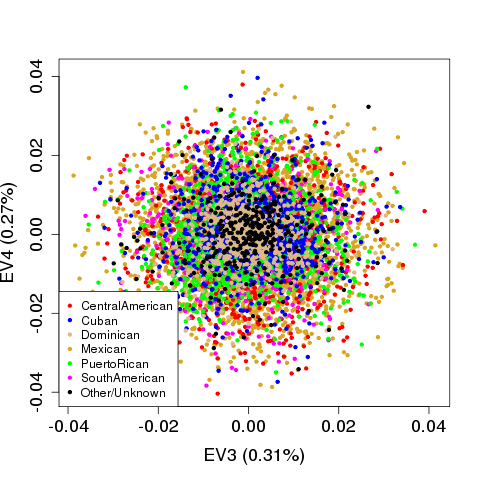 EV4 (0.27%)
0.04
0.02
0.00
-0.02
-0.04
CentralAmerican
Cuban
Dominican
Mexican
PuertoRican
SouthAmerican
Other/Unknown
-0.04 -0.02 0.00 0.02 0.04
EV3 (0.31%)